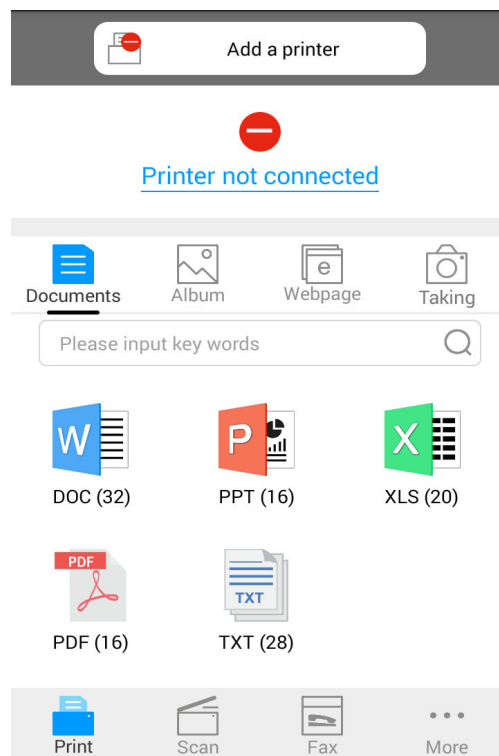 Add a printer
Printer not connected
Documents
Album
e
Webpage
Taking
Please input key words
W
DOC (32)
P
PPT (16)
X
XLS (20)
PDF
PDF (16)
TXT
TXT (28)
Print
Scan
Fax
More